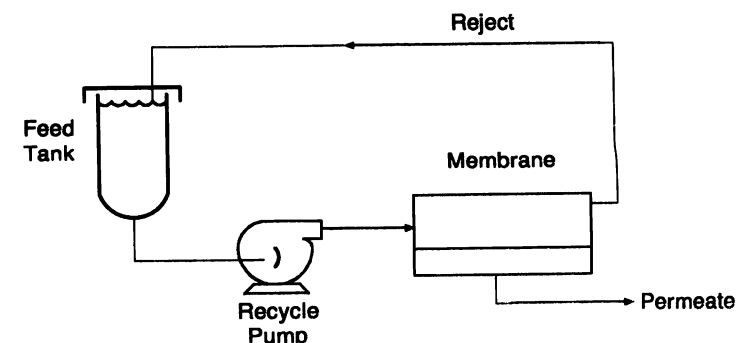 Reject
Feed
Tank
Membrane
Recycle
Pump
Permeate